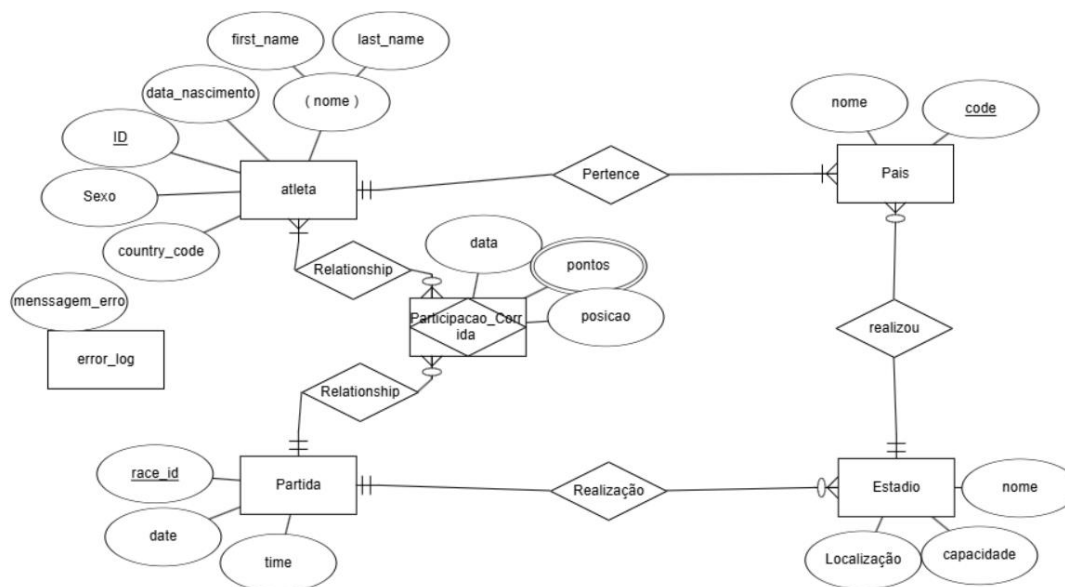 first_name
last_name
data_nascimento
( nome )
nome
code
ID
atleta
Pertence
Pais
Sexo
country_code
data
Relationship
pontos
menssagem_erro
Participacao_Corr
ida
posicao
realizou
error_log
Relationship
race_id
Partida
Realização
Estadio
nome
date
time
Localização
capacidade